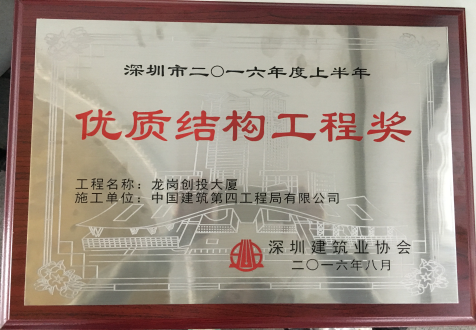 深圳市二〇一六年度上半年
优质结构工程奖
工程名称：龙岗创投大厦
施工单位：中国建筑第四工程局有限公司
深圳建筑业协会
二〇一六年八月